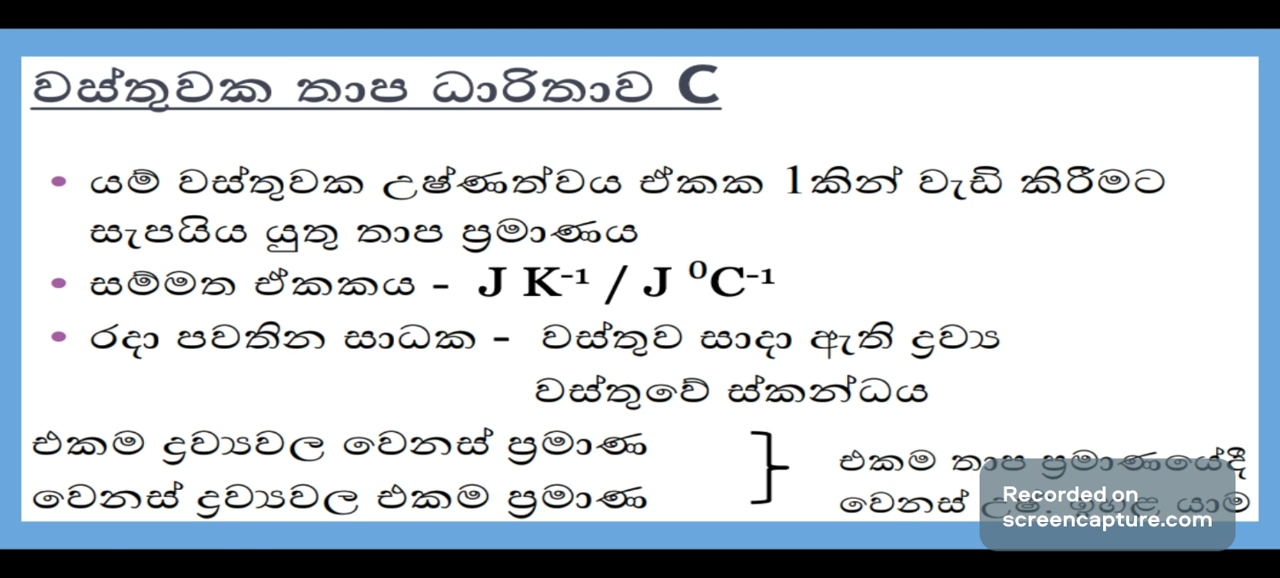 වස්තුවක තාප ධාරිතාව C
• යම් වස්තුවක උෂ්ණත්වය ඒකක 1කින් වැඩි කිරීමට
සැපයිය යුතු තාප ප්‍රමාණය
• සම්මත ඒකකය - J K⁻¹ / J ⁰C⁻¹
• රඳා පවතින සාධක - වස්තුව සාදා ඇති ද්‍රව්‍ය
වස්තුවේ ස්කන්ධය
එකම ද්‍රව්‍යවල වෙනස් ප්‍රමාණ
වෙනස් ද්‍රව්‍යවල එකම ප්‍රමාණ
එකම තාප ප්‍රමාණයේදී
වෙනස් උෂ. ඉහළ යාම
Recorded on
screencapture.com